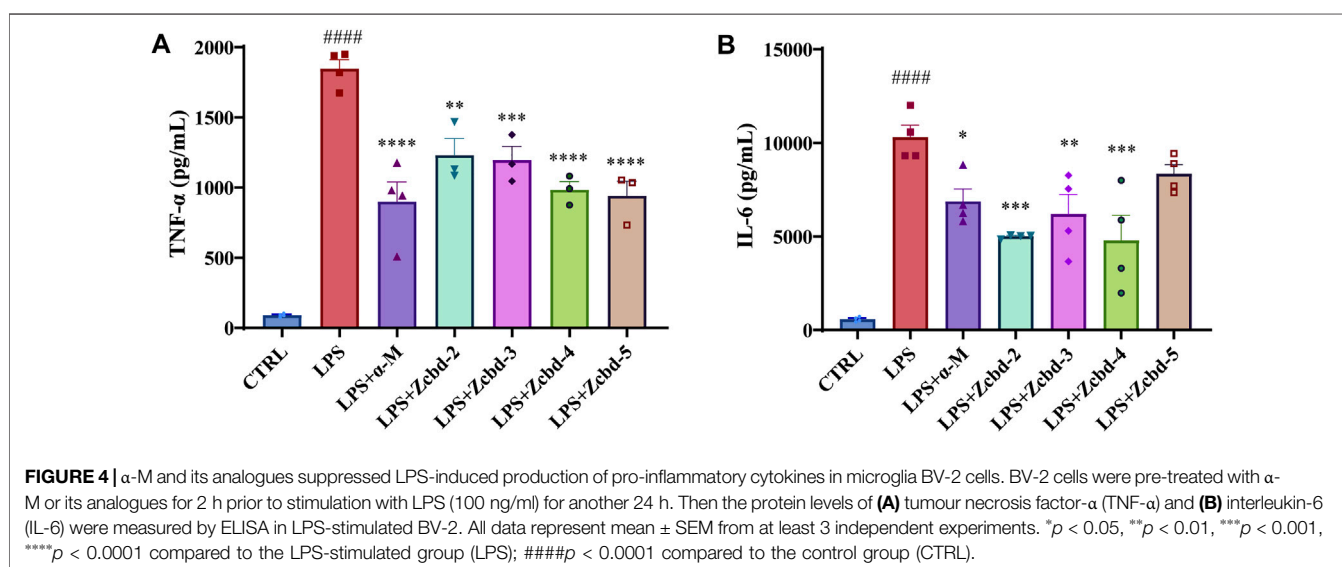 A
TNF-α (pg/mL)
2000
1500
1000
500
0
####
****
**
***
****
****
CTRL
LPS
LPS+α-M
LPS+Zcbd-2
LPS+Zcbd-3
LPS+Zcbd-4
LPS+Zcbd-5
B
IL-6 (pg/mL)
15000
10000
5000
0
####
*
***
**
***
CTRL
LPS
LPS+α-M
LPS+Zcbd-2
LPS+Zcbd-3
LPS+Zcbd-4
LPS+Zcbd-5
FIGURE 4 | α-M and its analogues suppressed LPS-induced production of pro-inflammatory cytokines in microglia BV-2 cells. BV-2 cells were pre-treated with α-
M or its analogues for 2 h prior to stimulation with LPS (100 ng/ml) for another 24 h. Then the protein levels of (A) tumour necrosis factor-α (TNF-α) and (B) interleukin-6
(IL-6) were measured by ELISA in LPS-stimulated BV-2. All data represent mean ± SEM from at least 3 independent experiments. *p < 0.05, **p < 0.01, ***p < 0.001,
****p < 0.0001 compared to the LPS-stimulated group (LPS); ####p < 0.0001 compared to the control group (CTRL).